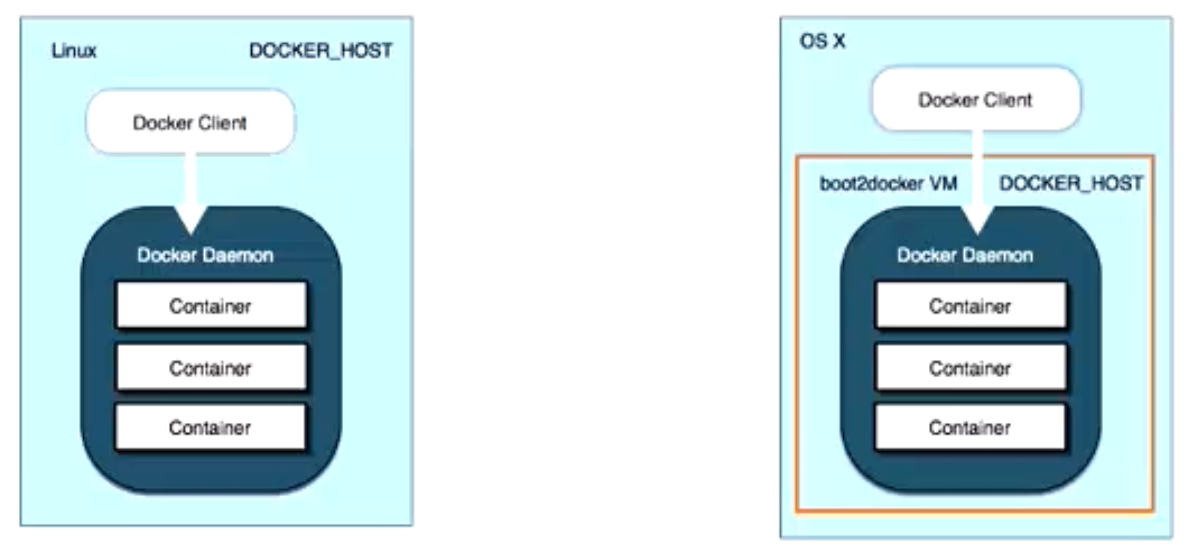 Linux DOCKER_HOST
Docker Client
Docker Daemon
Container
Container
Container
OS X
Docker Client
boot2docker VM DOCKER_HOST
Docker Daemon
Container
Container
Container